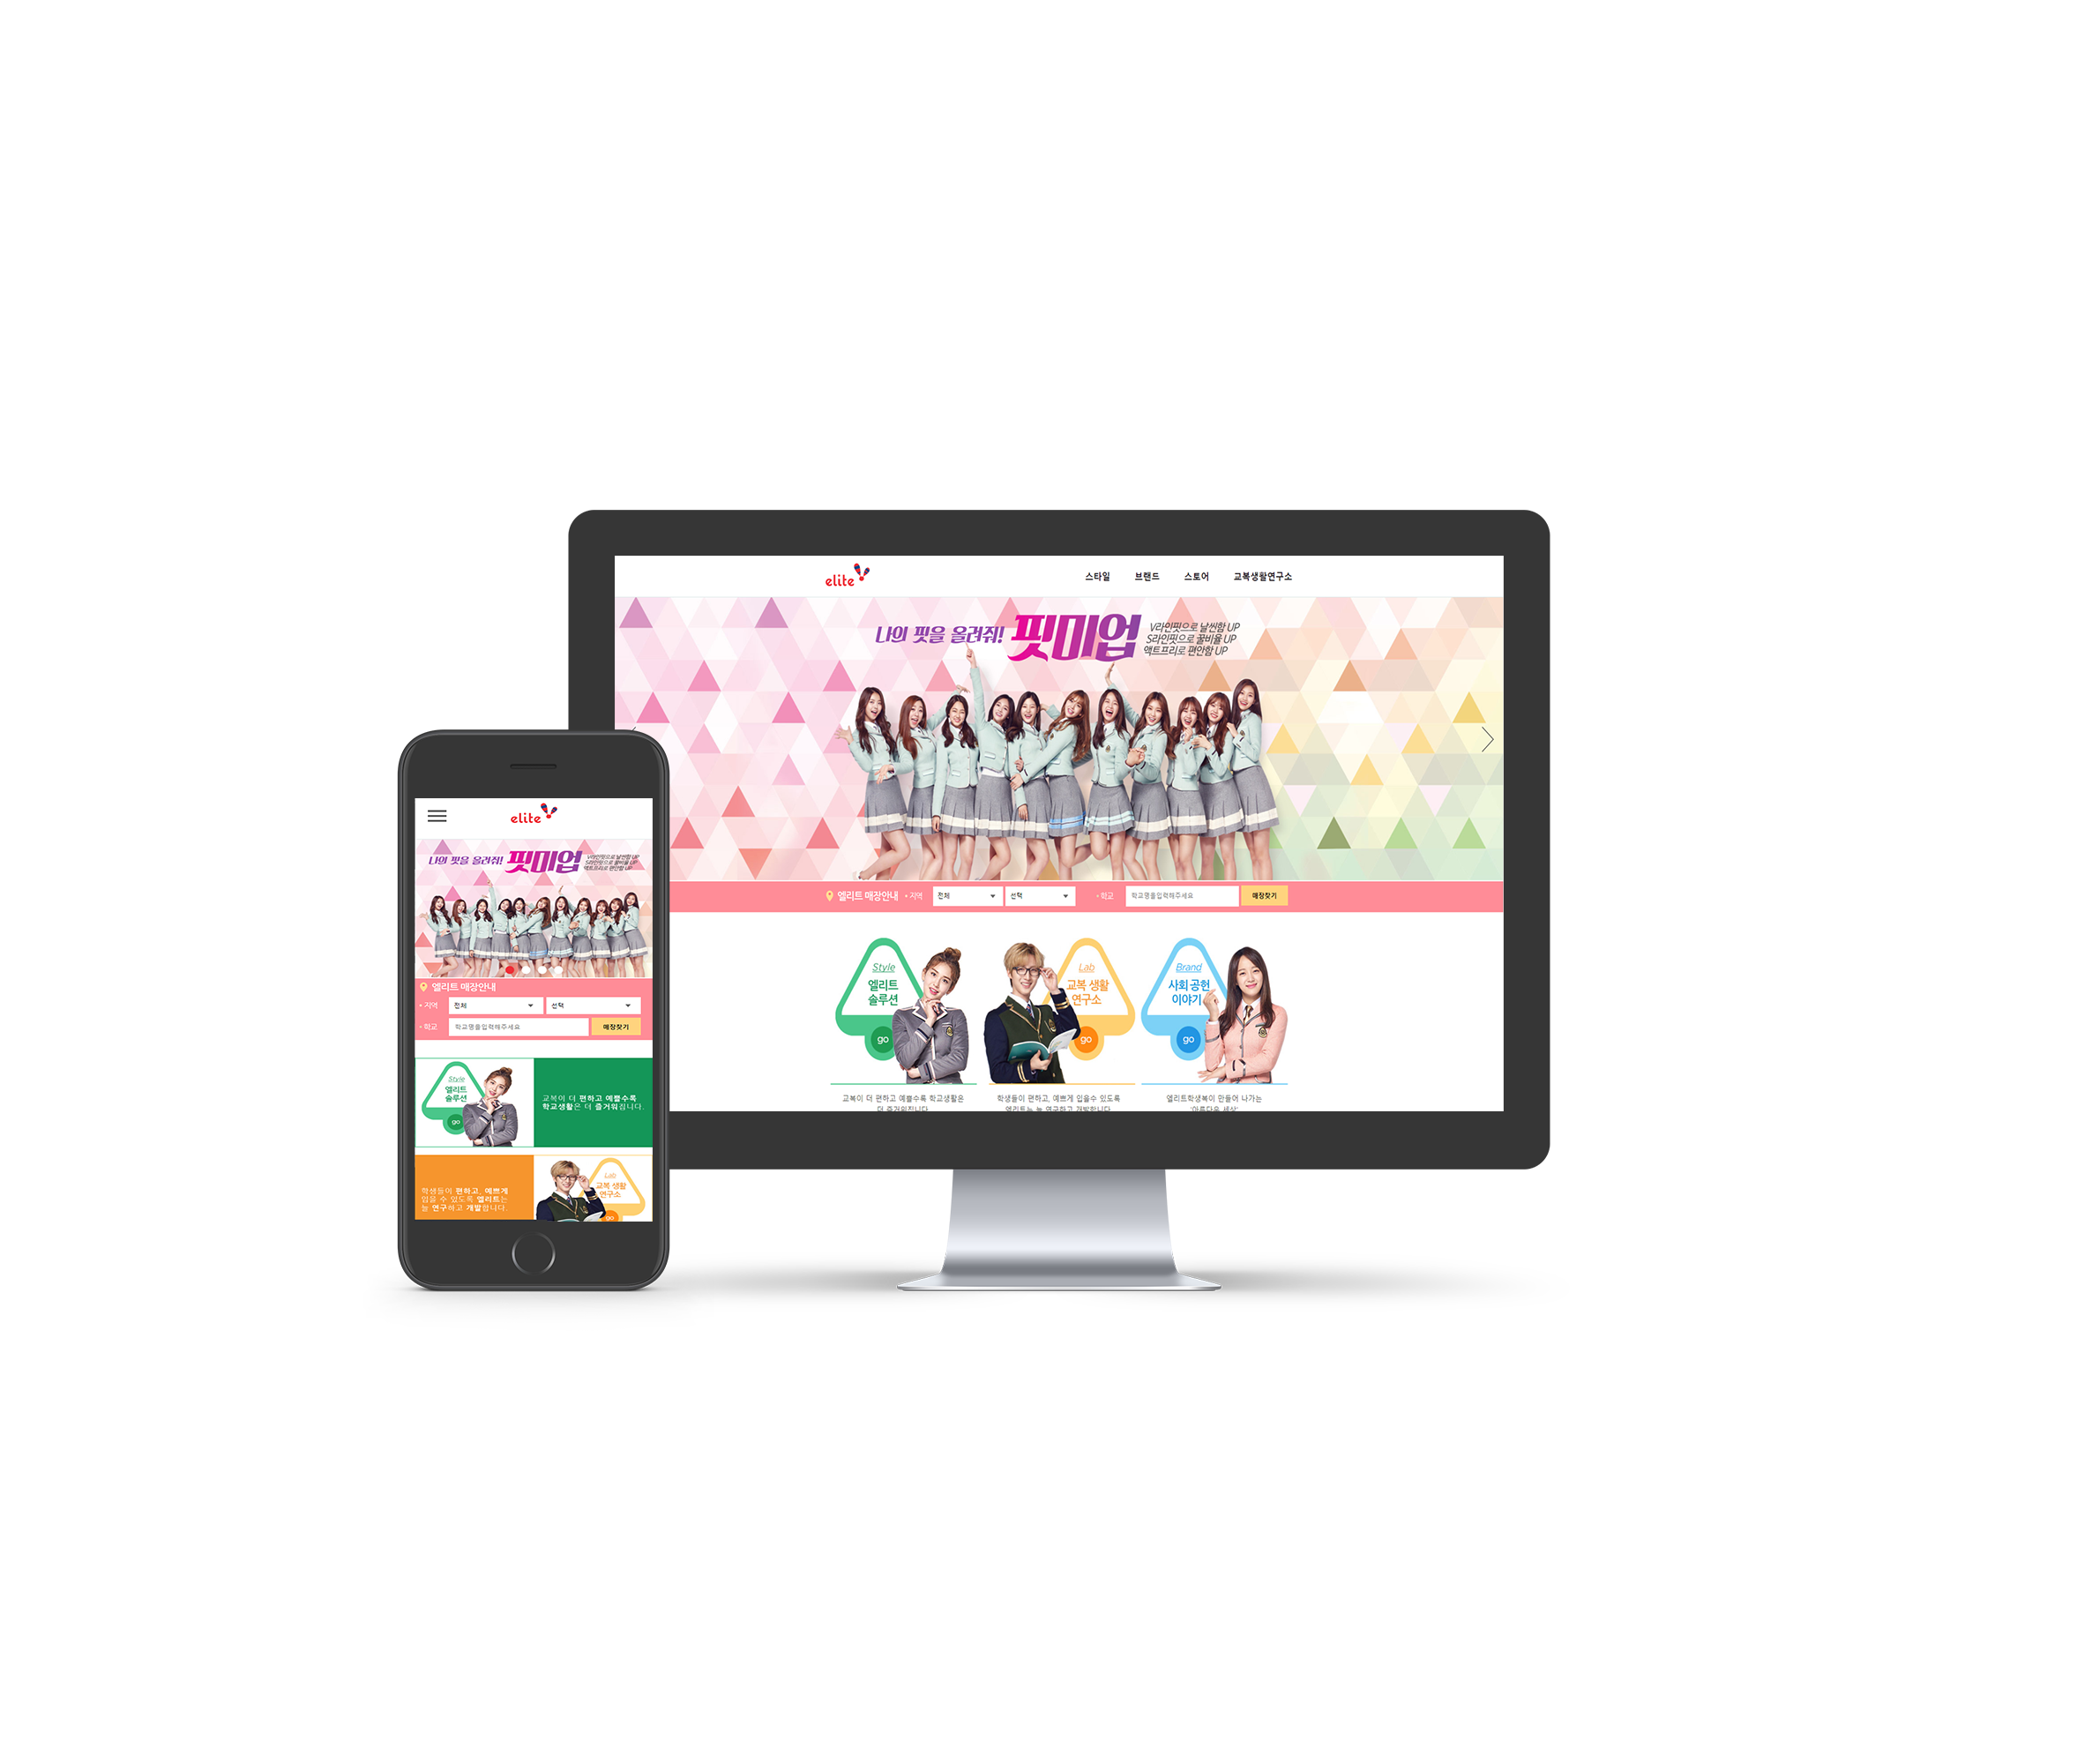 elite
스타일 브랜드 스토어 교복생활연구소
나의 핏을 올려줘! 핏미업
V라인핏으로 날씬함 UP
S라인핏으로 꿀비율 UP
액트프리로 편안함 UP
엘리트 매장안내 • 지역 전체 선택 • 학교 학교명을입력해주세요 매장찾기
Style
엘리트
솔루션
go
Lab
교복 생활
연구소
go
Brand
사회 공헌
이야기
go
교복이 더 편하고 예쁠수록 학교생활은
더 즐거워집니다
학생들이 편하고, 예쁘게 입을수 있도록
엘리트는 늘 연구하고 개발합니다
엘리트학생복이 만들어 나가는
'아름다운 세상'
elite
나의 핏을 올려줘! 핏미업
V라인핏으로 날씬함 UP
S라인핏으로 꿀비율 UP
액트프리로 편안함 UP
엘리트 매장안내
• 지역 전체 선택
• 학교 학교명을입력해주세요 매장찾기
Style
엘리트
솔루션
go
교복이 더 편하고 예쁠수록
학교생활은 더 즐거워집니다.
학생들이 편하고, 예쁘게
입을 수 있도록 엘리트는
늘 연구하고 개발합니다.
Lab
교복 생활
연구소
go